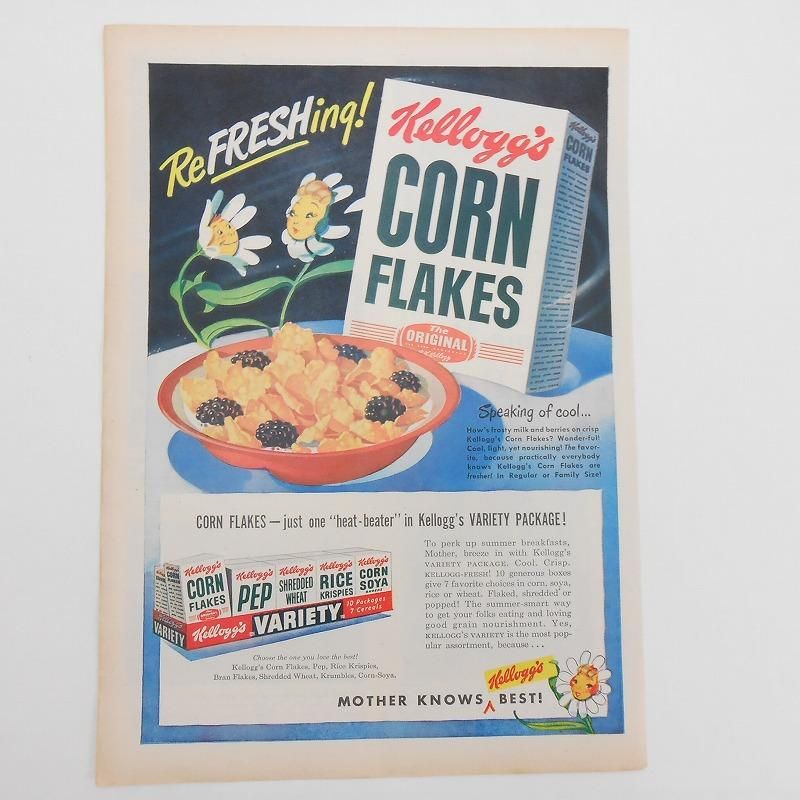 ReFRESHing!
Kellogg's
CORN
FLAKES
The
ORIGINAL
Kellogg's
CORN
FLAKES
Speaking of cool...
How's frosty milk and berries on crisp
Kellogg's Corn Flakes? Wonder-ful!
Cool, light, yet nourishing! The favor-
ite, because practically everybody
knows Kellogg's Corn Flakes are
fresher! In Regular or Family Size!
CORN FLAKES—just one "heat-beater" in Kellogg's VARIETY PACKAGE!
To perk up summer breakfasts,
Mother, breeze in with Kellogg's
VARIETY PACKAGE. Cool. Crisp.
KELLOGG-FRESH! 10 generous boxes
give 7 favorite choices in corn, soya,
rice or wheat. Flaked, shredded or
popped! The summer-smart way
to get your folks eating and loving
good grain nourishment. Yes,
KELLOGG'S VARIETY is the most pop-
ular assortment, because . . .
Kellogg's
CORN
FLAKES
Kellogg's
PEP
Kellogg's
SHREDDED
WHEAT
Kellogg's
RICE
KRISPIES
Kellogg's
CORN
SOYA
VARIETY
Kellogg's VARIETY
10 Packages
7 Cereals
Choose the one you love the best!
Kellogg's Corn Flakes, Pep, Rice Krispies,
Bran Flakes, Shredded Wheat, Krumbles, Corn-Soya.
Kellogg's
MOTHER KNOWS BEST!